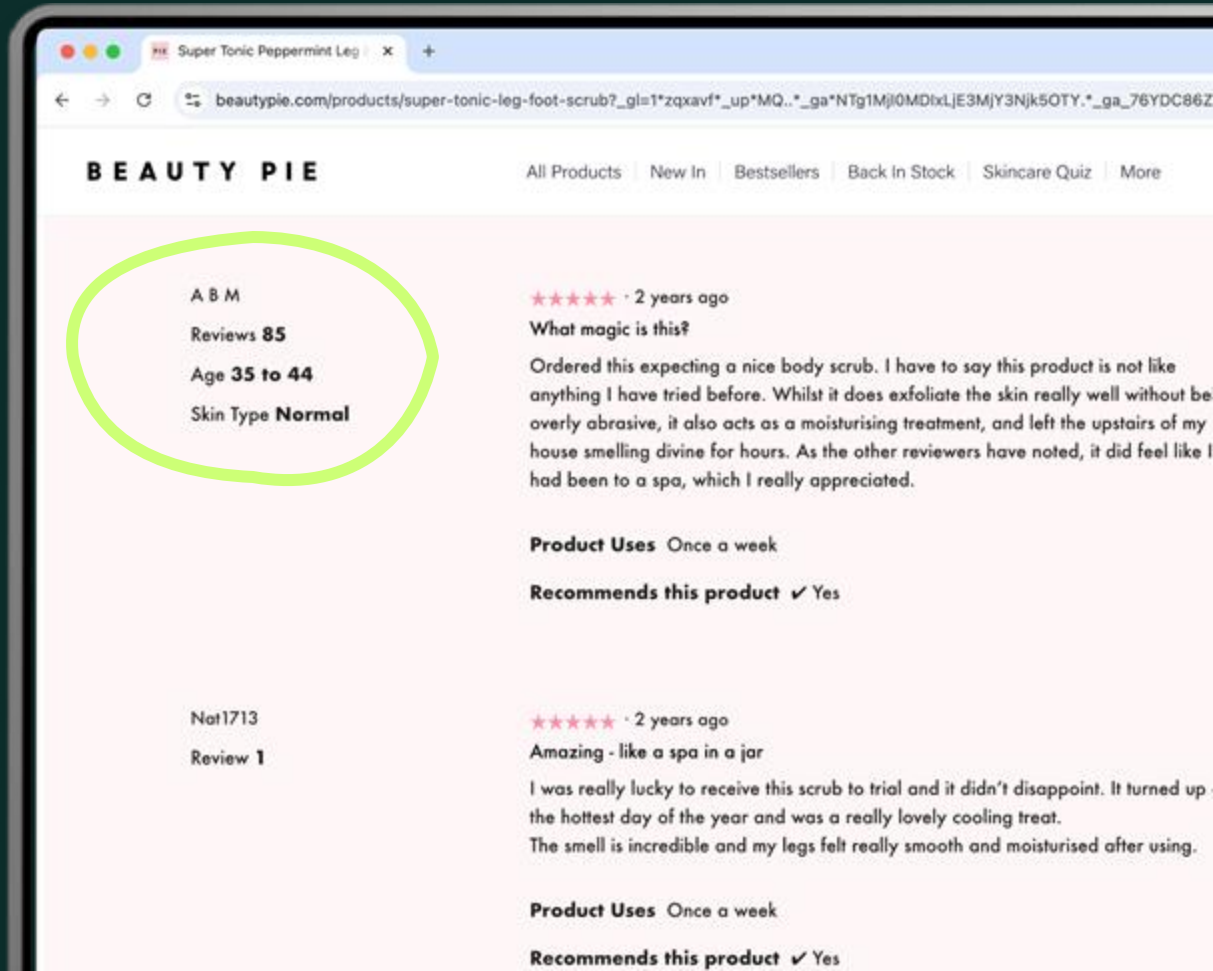 Super Tonic Peppermint Leg
beautypie.com/products/super-tonic-leg-foot-scrub?
BEAUTY PIE
All Products New In Bestsellers Back In Stock Skincare Quiz More
A B M
Reviews 85
Age 35 to 44
Skin Type Normal
★★★★★ · 2 years ago
What magic is this?
Ordered this expecting a nice body scrub. I have to say this product is not like
anything I have tried before. Whilst it does exfoliate the skin really well without
overly abrasive, it also acts as a moisturising treatment, and left the upstairs of my
house smelling divine for hours. As the other reviewers have noted, it did feel like I
had been to a spa, which I really appreciated.
Product Uses Once a week
Recommends this product ✔ Yes
Nat1713
Review 1
★★★★★ · 2 years ago
Amazing - like a spa in a jar
I was really lucky to receive this scrub to trial and it didn't disappoint. It turned up
the hottest day of the year and was a really lovely cooling treat.
The smell is incredible and my legs felt really smooth and moisturised after using.
Product Uses Once a week
Recommends this product ✔ Yes